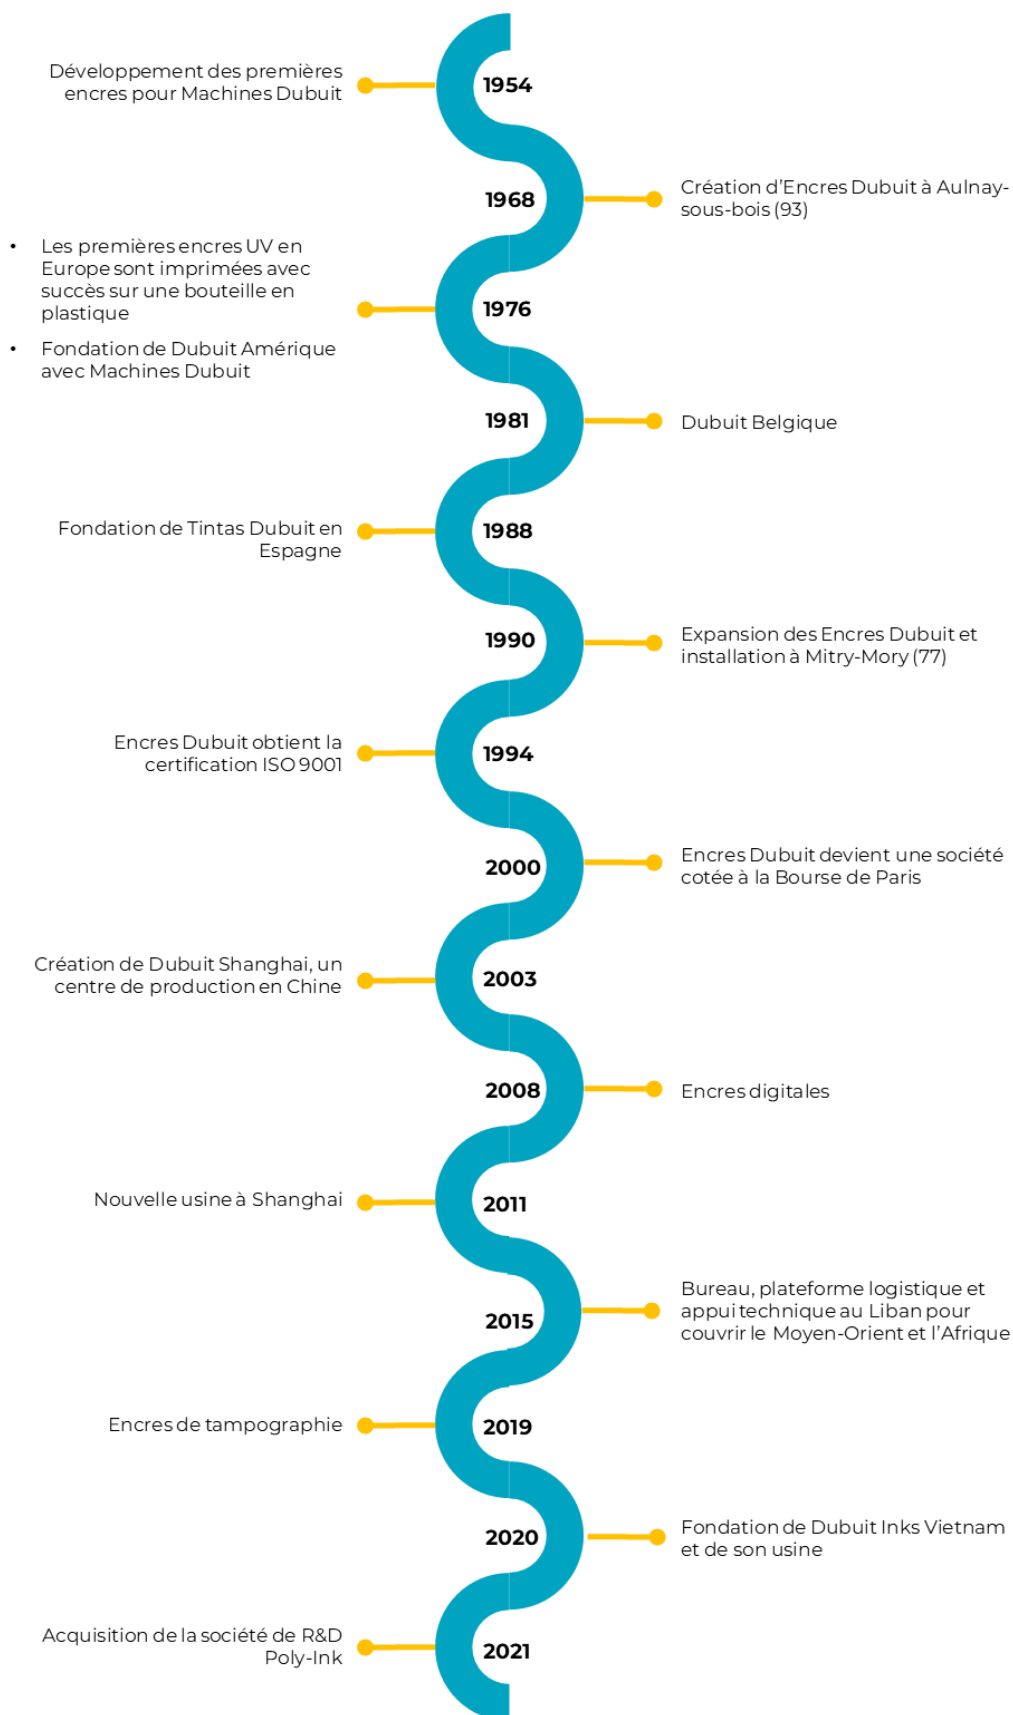 Développement des premières
encres pour Machines Dubuit
1954
1968
Création d'Encres Dubuit à Aulnay-
sous-bois (93)
• Les premières encres UV en
Europe sont imprimées avec
succès sur une bouteille en
plastique
• Fondation de Dubuit Amérique
avec Machines Dubuit
1976
1981
Dubuit Belgique
Fondation de Tintas Dubuit en
Espagne
1988
1990
Expansion des Encres Dubuit et
installation à Mitry-Mory (77)
Encres Dubuit obtient la
certification ISO 9001
1994
2000
Encres Dubuit devient une société
cotée à la Bourse de Paris
Création de Dubuit Shanghai, un
centre de production en Chine
2003
2008
Encres digitales
Nouvelle usine à Shanghai
2011
2015
Bureau, plateforme logistique et
appui technique au Liban pour
couvrir le Moyen-Orient et l'Afrique
Encres de tampographie
2019
2020
Fondation de Dubuit Inks Vietnam
et de son usine
Acquisition de la société de R&D
Poly-Ink
2021